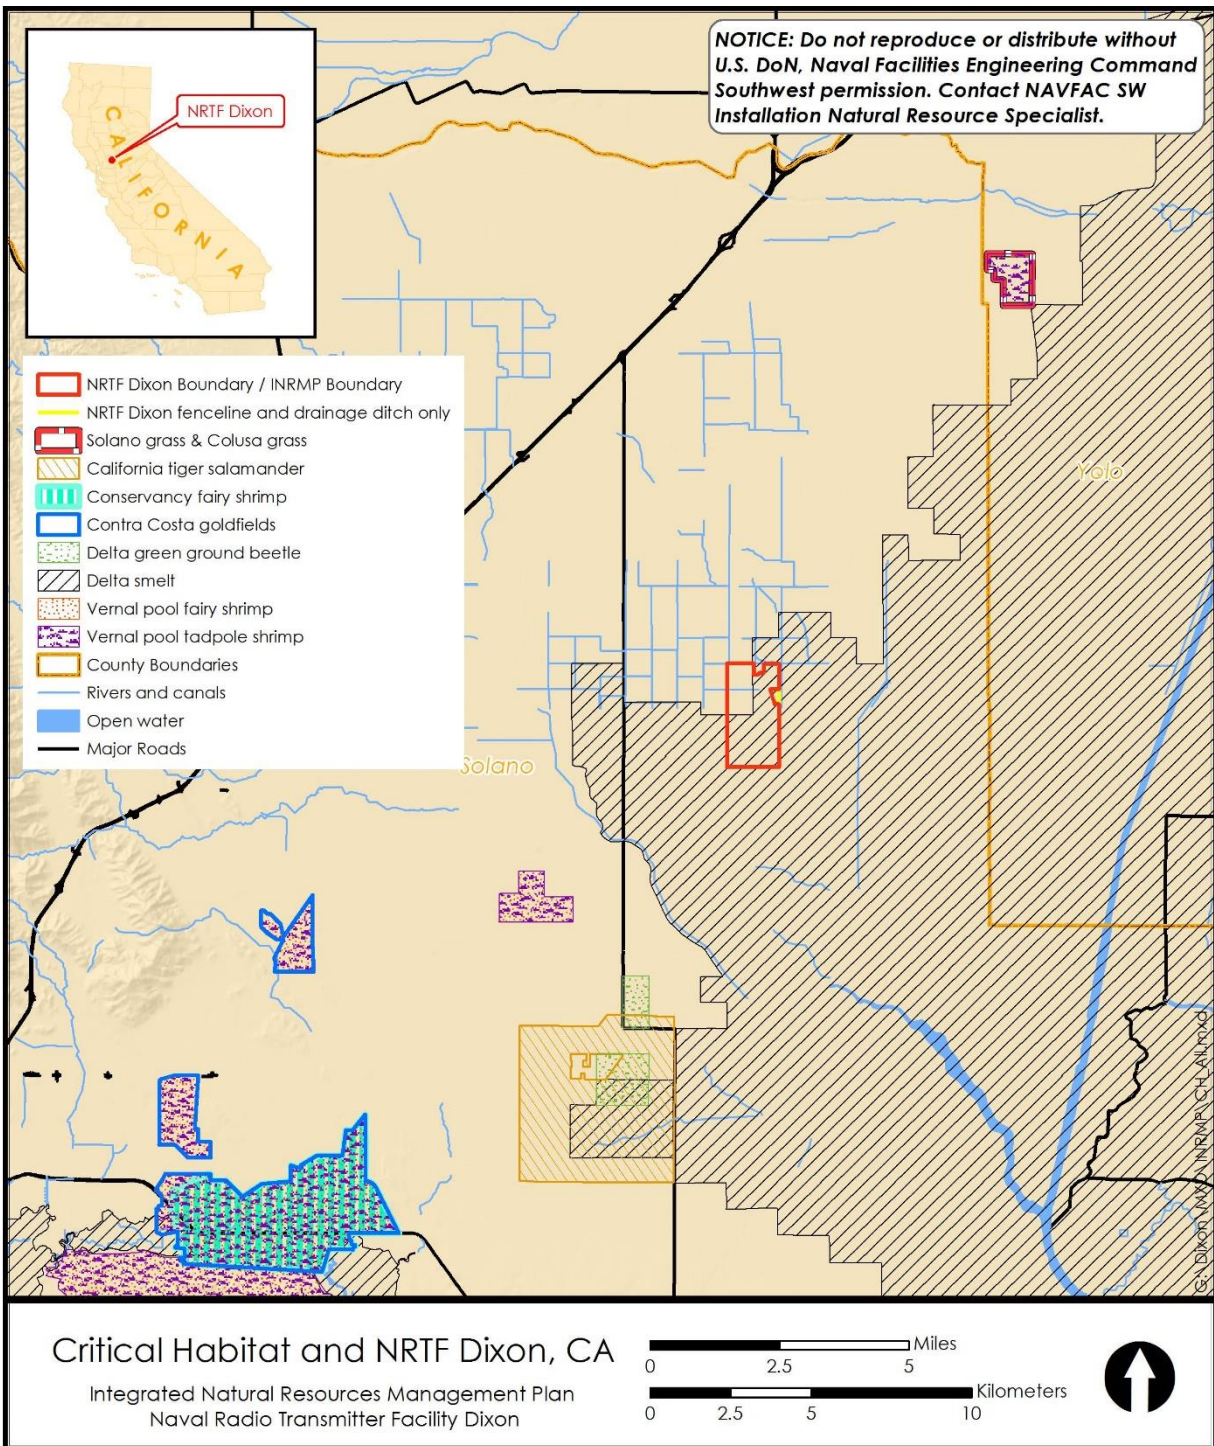 NOTICE: Do not reproduce or distribute without
U.S. DoN, Naval Facilities Engineering Command
Southwest permission. Contact NAVFAC SW
Installation Natural Resource Specialist.
NRTF Dixon
CALIFORNIA
NRTF Dixon Boundary / INRMP Boundary
NRTF Dixon fenceline and drainage ditch only
Solano grass & Colusa grass
California tiger salamander
Conservancy fairy shrimp
Contra Costa goldfields
Delta green ground beetle
Delta smelt
Vernal pool fairy shrimp
Vernal pool tadpole shrimp
County Boundaries
Rivers and canals
Open water
Major Roads
Yolo
Solano
G:\Dixon\MXD\INRMP\CH_All.mxd
Critical Habitat and NRTF Dixon, CA
Integrated Natural Resources Management Plan
Naval Radio Transmitter Facility Dixon
Miles
0 2.5 5
Kilometers
0 2.5 5 10